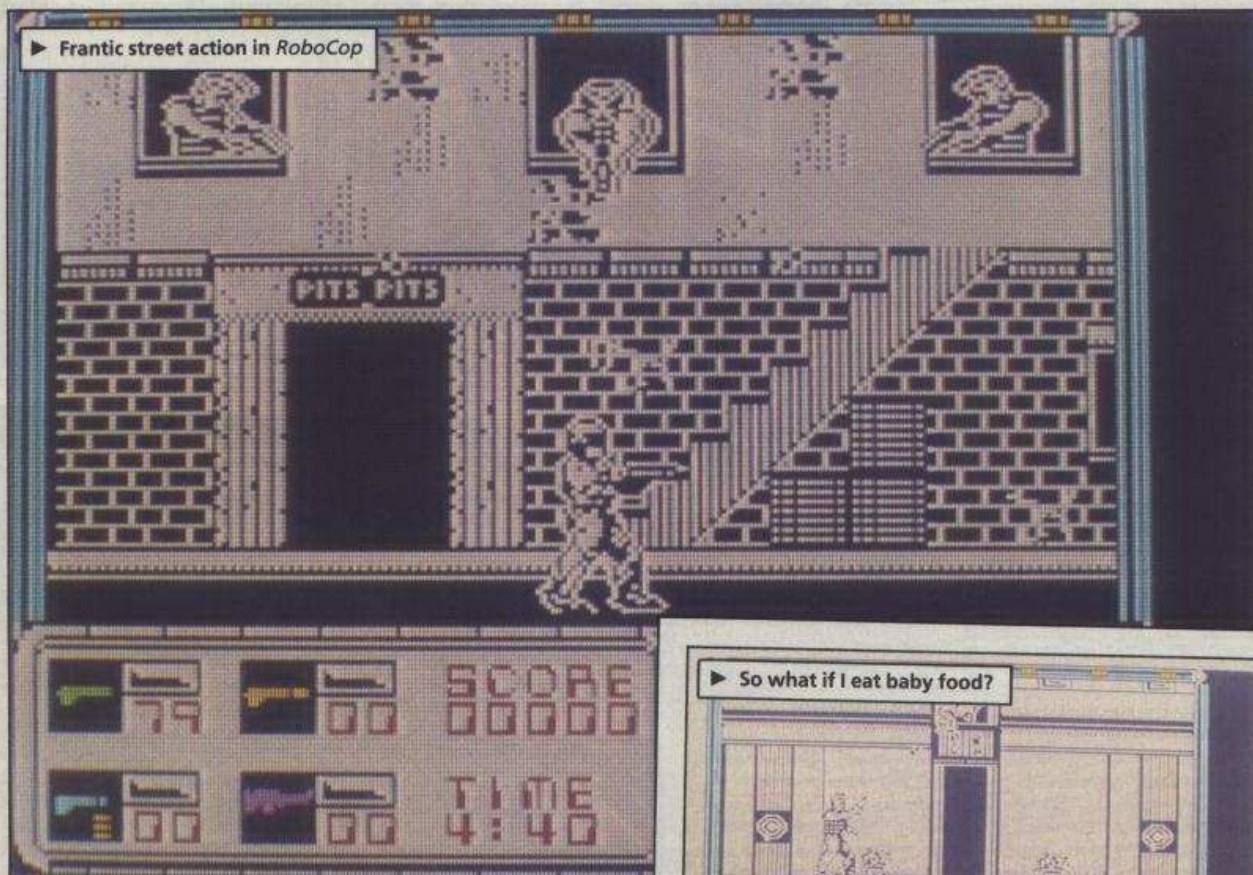 ► Frantic street action in RoboCop
PITS PITS
79
00
SCORE
00000
00
00
TIME
4:40
► So what if I eat baby food?